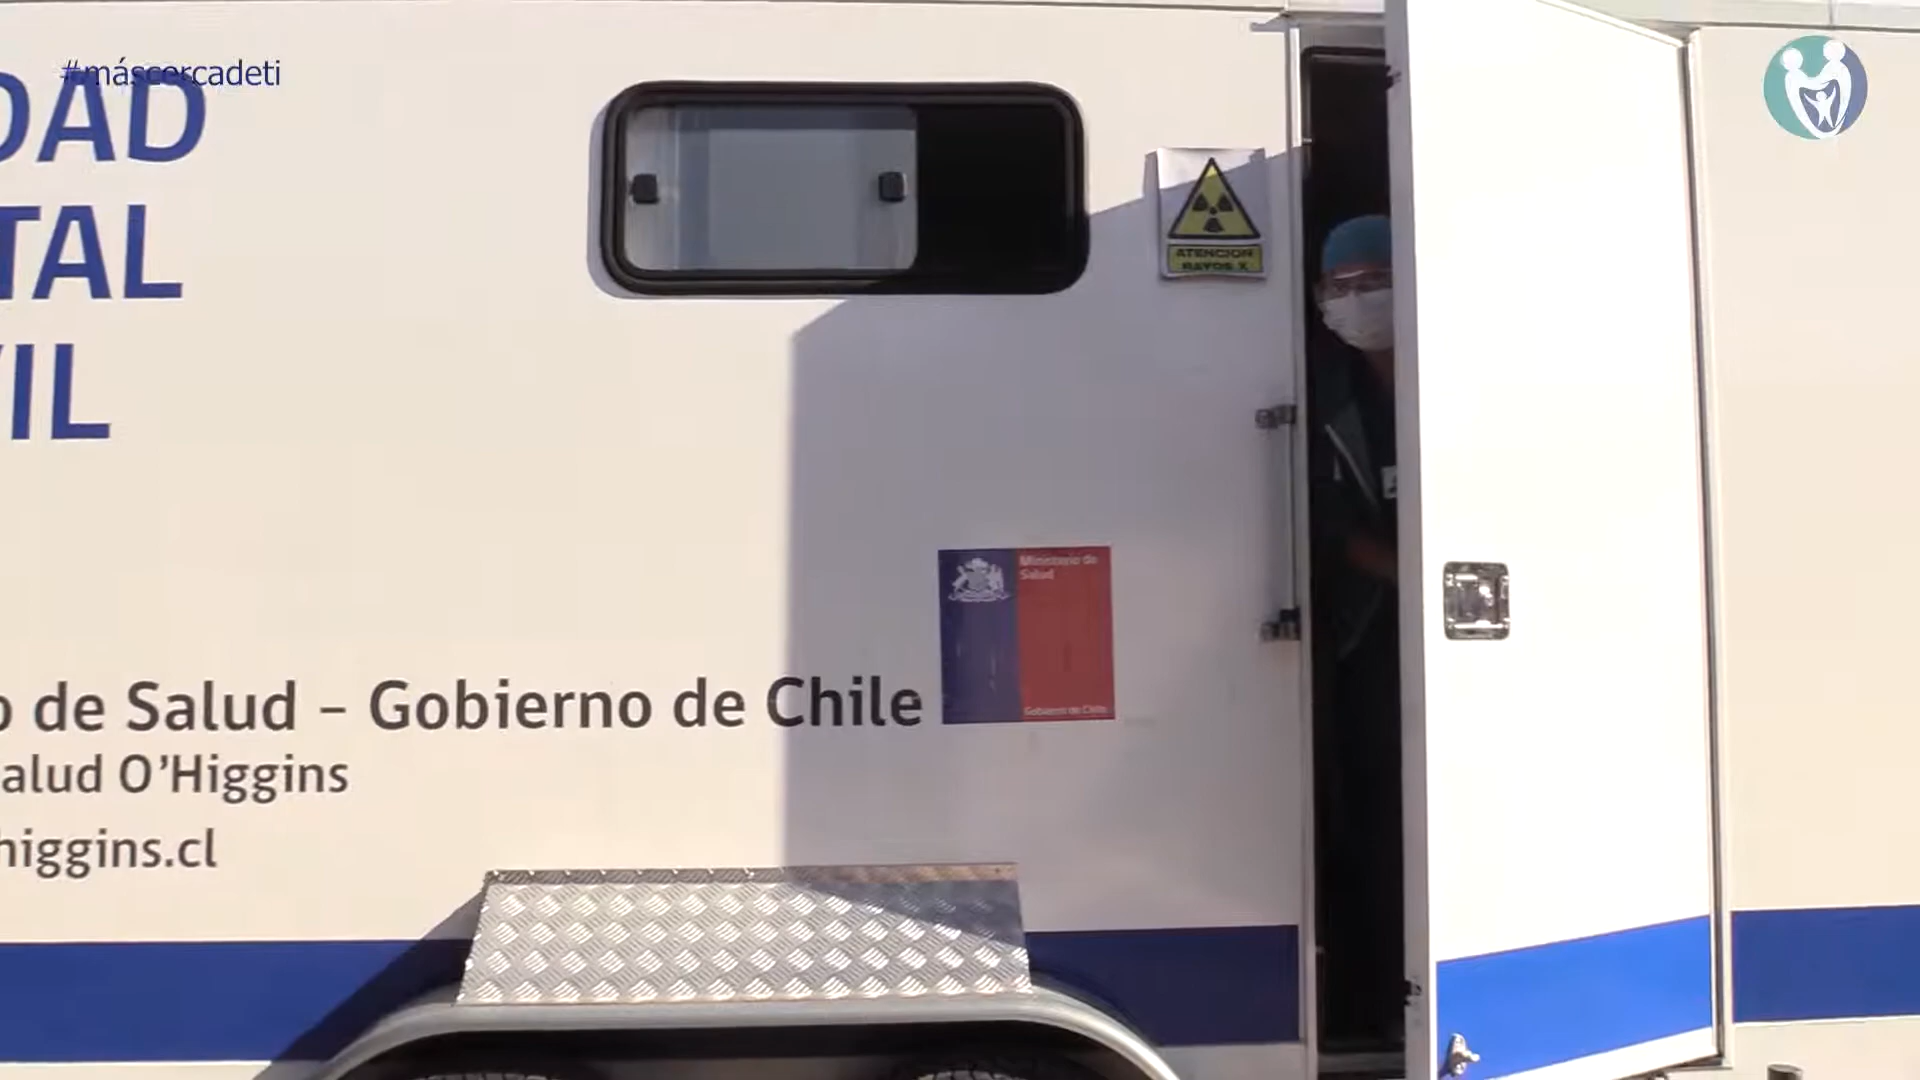 #máscercadeti
DAD
TAL
VIL
ATENCION
RAYOS X
Ministerio de
Salud
Gobierno de Chile
o de Salud – Gobierno de Chile
alud O’Higgins
higgins.cl